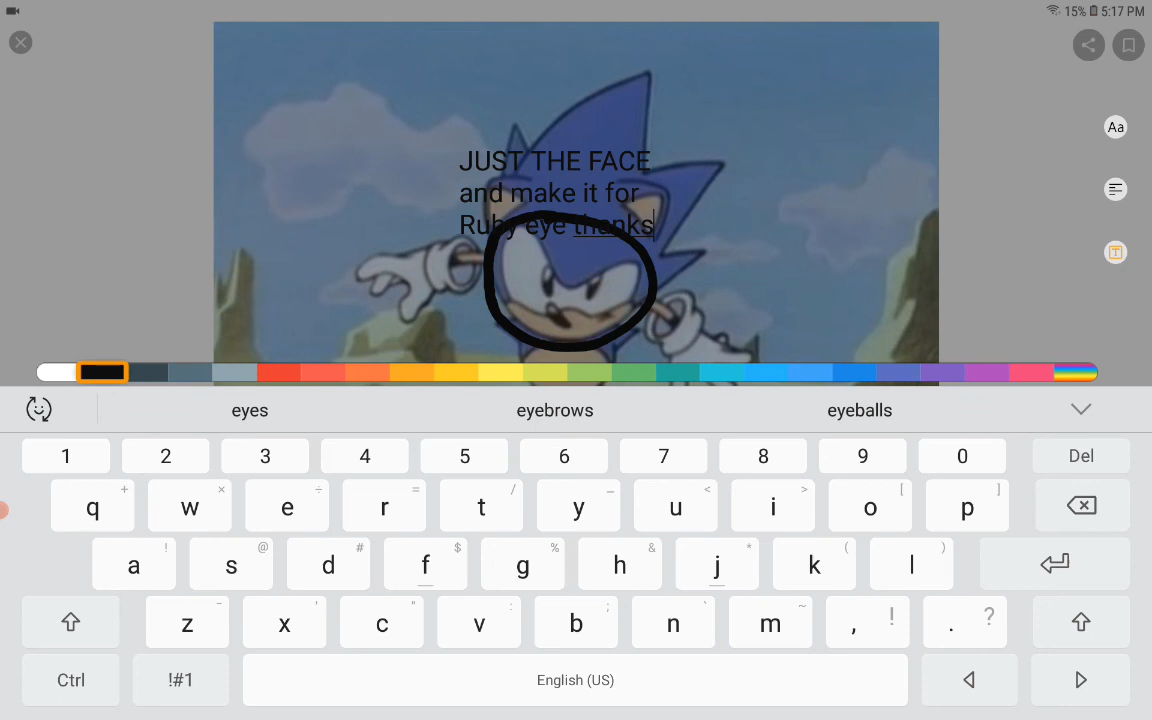 15% 5:17 PM
Aa
JUST THE FACE
and make it for
Ruby eye thanks
T
eyes eyebrows eyeballs
1 2 3 4 5 6 7 8 9 0 Del
+ × ÷ = / _ < > [ ]
q w e r t y u i o p
! @ # $ % & * ( )
a s d f g h j k l
- ' " : ; ` ~ ! ?
z x c v b n m , .
Ctrl !#1 English (US)